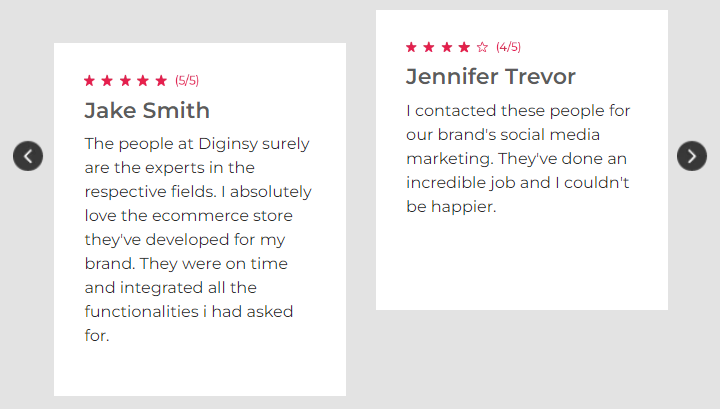 (5/5)
Jake Smith
The people at Diginsy surely
are the experts in the
respective fields. I absolutely
love the ecommerce store
they've developed for my
brand. They were on time
and integrated all the
functionalities i had asked
for.
(4/5)
Jennifer Trevor
I contacted these people for
our brand's social media
marketing. They've done an
incredible job and I couldn't
be happier.